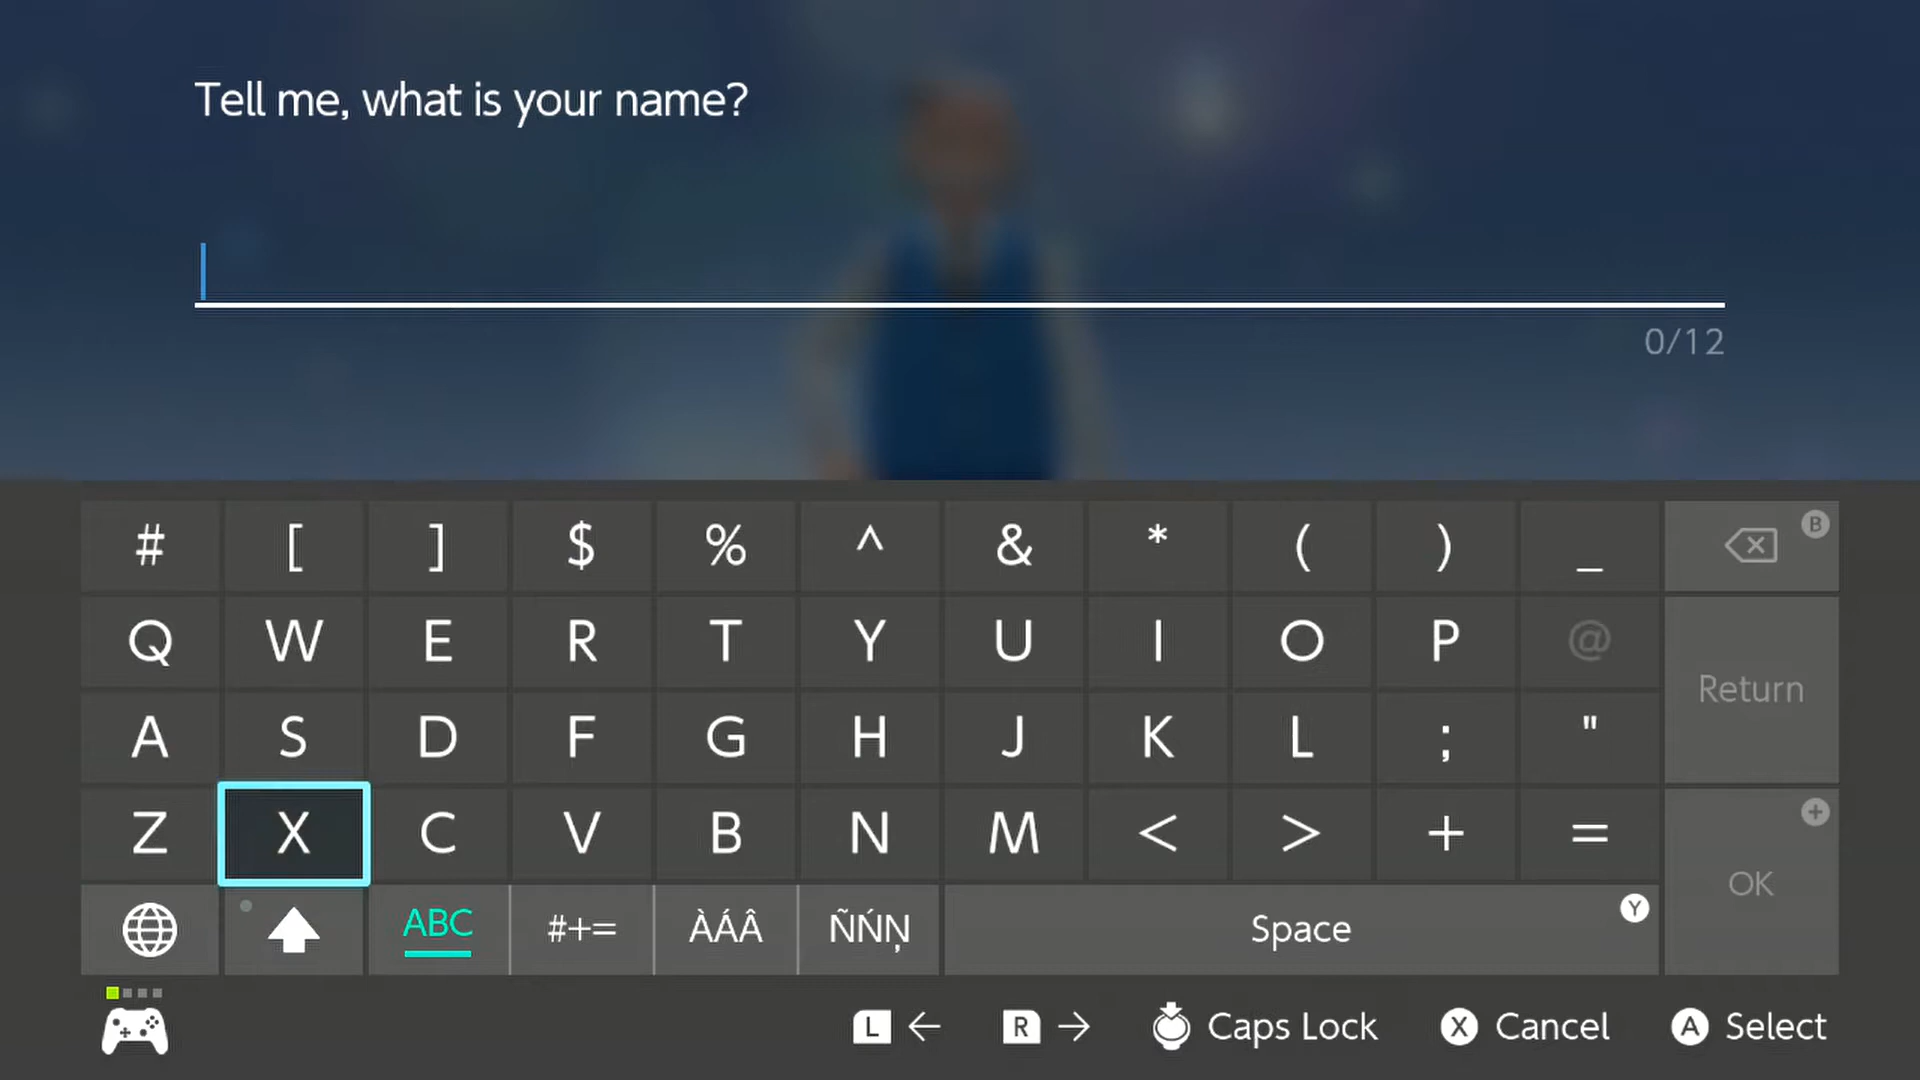 Tell me, what is your name?
0/12
# [ ] $ % ^ & * ( ) _ B
Q W E R T Y U I O P @
Return
A S D F G H J K L ; "
Z X C V B N M < > + = +
OK
ABC #+= ÀÁÂ ÑŃŅ Space Y
L ← R → Caps Lock X Cancel A Select